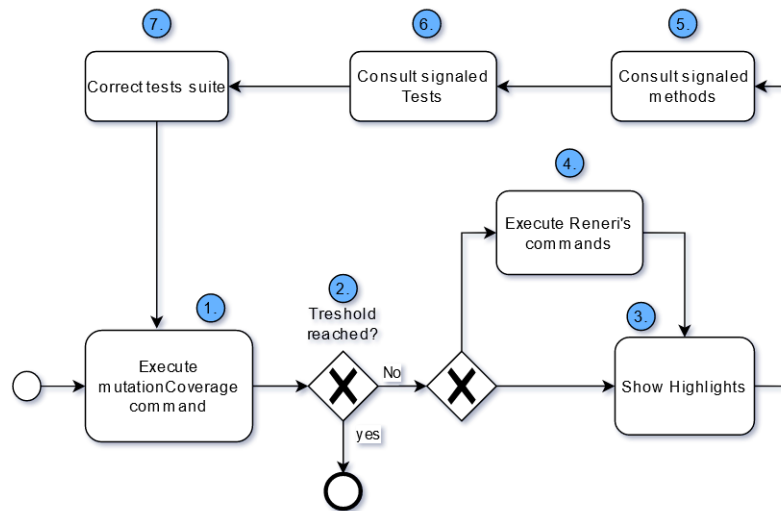 7.
6.
5.
Correct tests suite
Consult signaled
Tests
Consult signaled
methods
4.
Execute Reneri's
commands
1.
2.
Treshold
reached?
3.
Execute
mutationCoverage
command
No
Show Highlights
yes